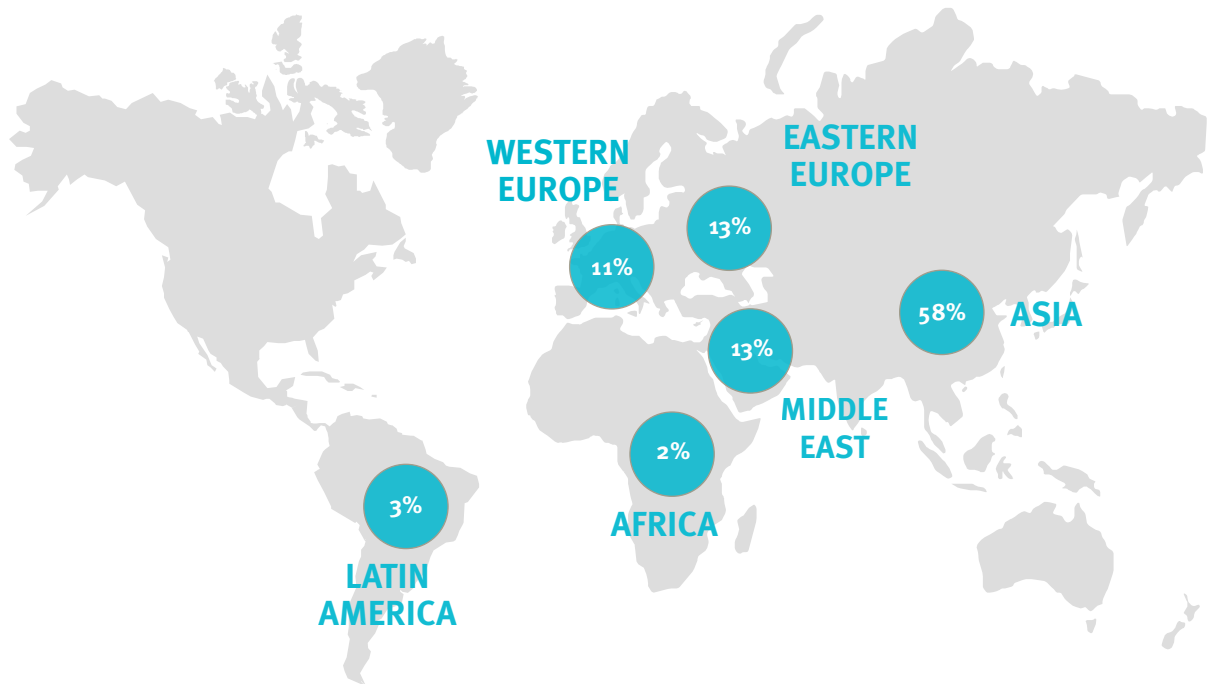 WESTERN
EUROPE
11%
EASTERN
EUROPE
13%
58%
ASIA
13%
MIDDLE
EAST
2%
AFRICA
3%
LATIN
AMERICA